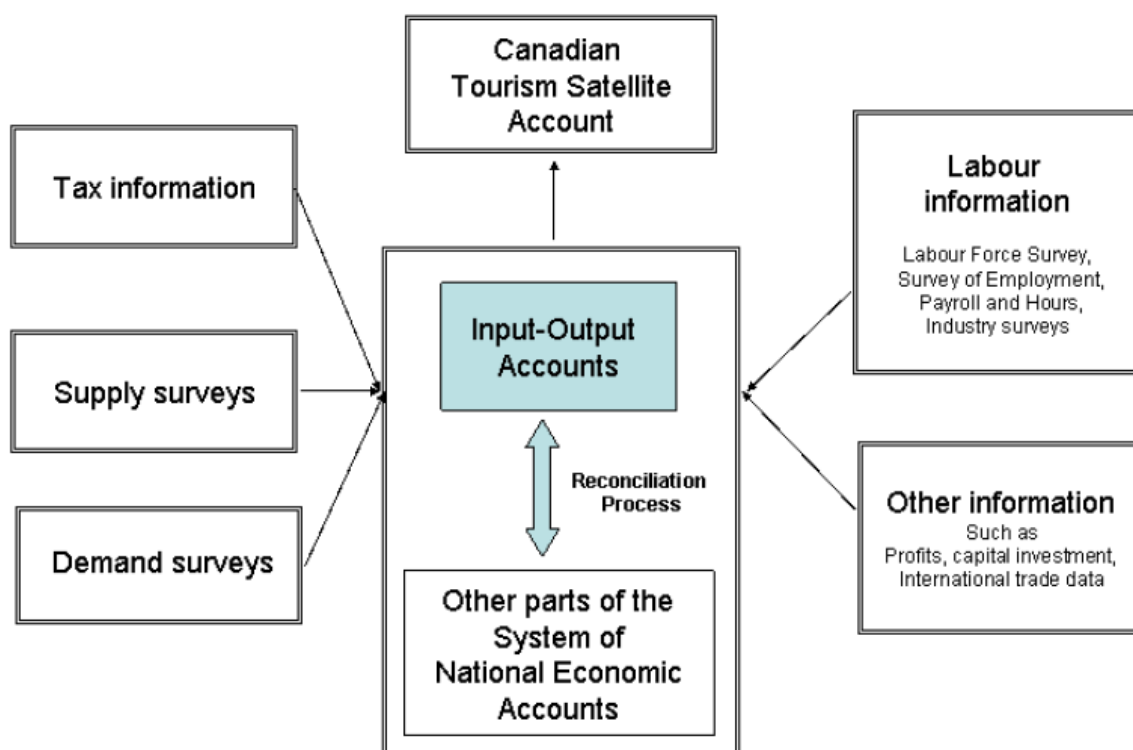 Canadian
Tourism Satellite
Account
Tax information
Supply surveys
Demand surveys
Input-Output
Accounts
Reconciliation
Process
Other parts of the
System of
National Economic
Accounts
Labour
information
Labour Force Survey,
Survey of Employment,
Payroll and Hours,
Industry surveys
Other information
Such as
Profits, capital investment,
International trade data